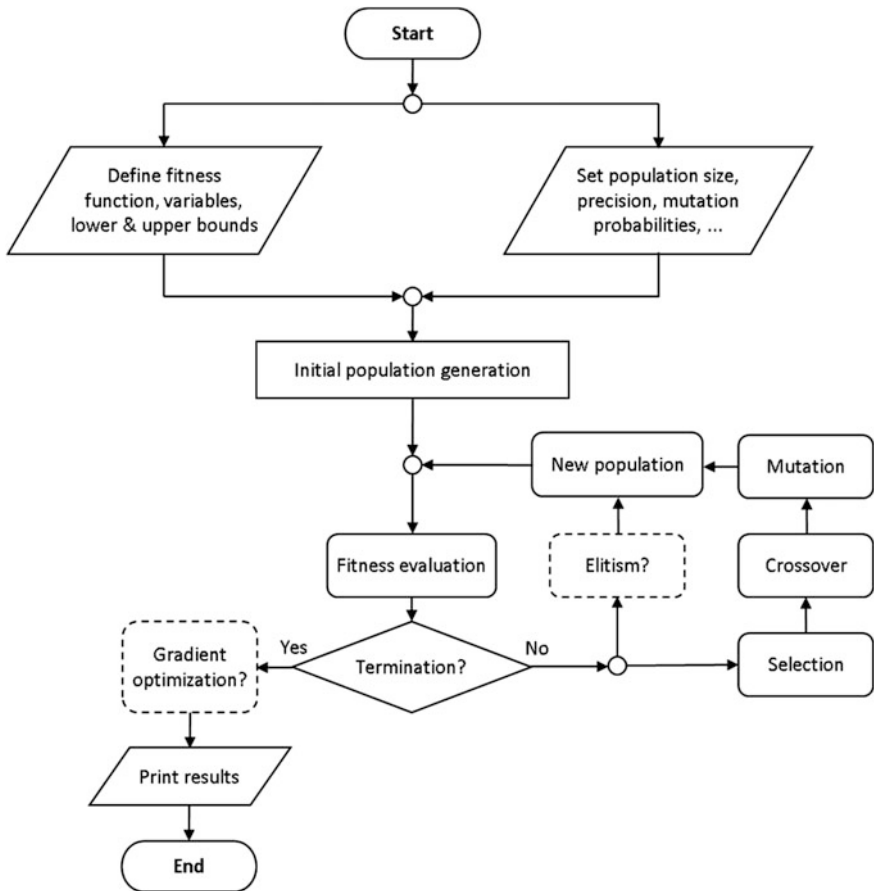 Start
Define fitness
function, variables,
lower & upper bounds
Set population size,
precision, mutation
probabilities, ...
Initial population generation
New population
Mutation
Fitness evaluation
Elitism?
Crossover
Yes
Gradient
optimization?
Termination?
No
Selection
Print results
End